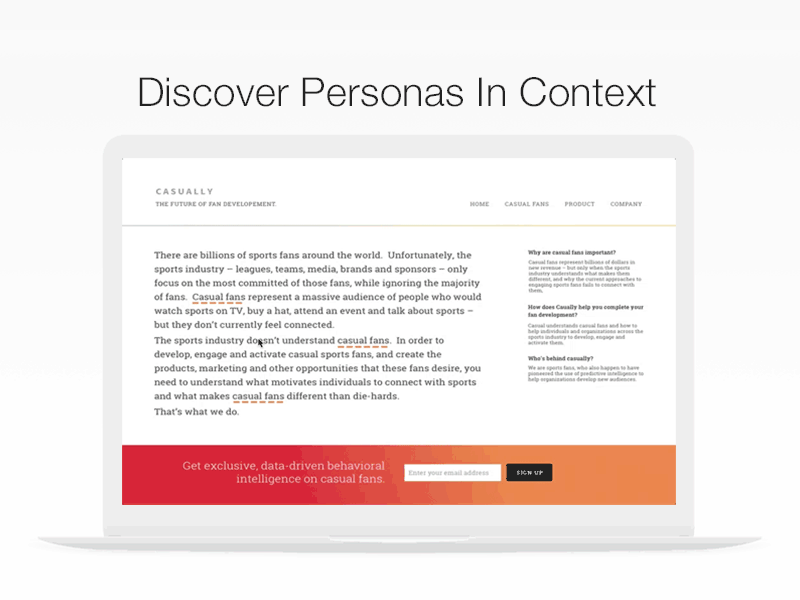 Discover Personas In Context
CASUALLY
THE FUTURE OF FAN DEVELOPEMENT.
HOME CASUAL FANS PRODUCT COMPANY
There are billions of sports fans around the world. Unfortunately, the
sports industry – leagues, teams, media, brands and sponsors – only
focus on the most committed of those fans, while ignoring the majority
of fans. Casual fans represent a massive audience of people who would
watch sports on TV, buy a hat, attend an event and talk about sports –
but they don't currently feel connected.
The sports industry doesn't understand casual fans. In order to
develop, engage and activate casual sports fans, and create the
products, marketing and other opportunities that these fans desire, you
need to understand what motivates individuals to connect with sports
and what makes casual fans different than die-hards.
That's what we do.
Why are casual fans important?
Casual fans represent billions of dollars in
new revenue – but only when the sports
industry understands what makes them
different, and why the current approaches to
engaging sports fans fails to connect with
them.
How does Casually help you complete your
fan development?
Casual understands casual fans and how to
help individuals and organizations across the
sports industry to develop, engage and
activate them.
Who's behind casually?
We are sports fans, who also happen to have
pioneered the use of predictive intelligence to
help organizations develop new audiences.
Get exclusive, data-driven behavioral
intelligence on casual fans.
Enter your email address
SIGN UP